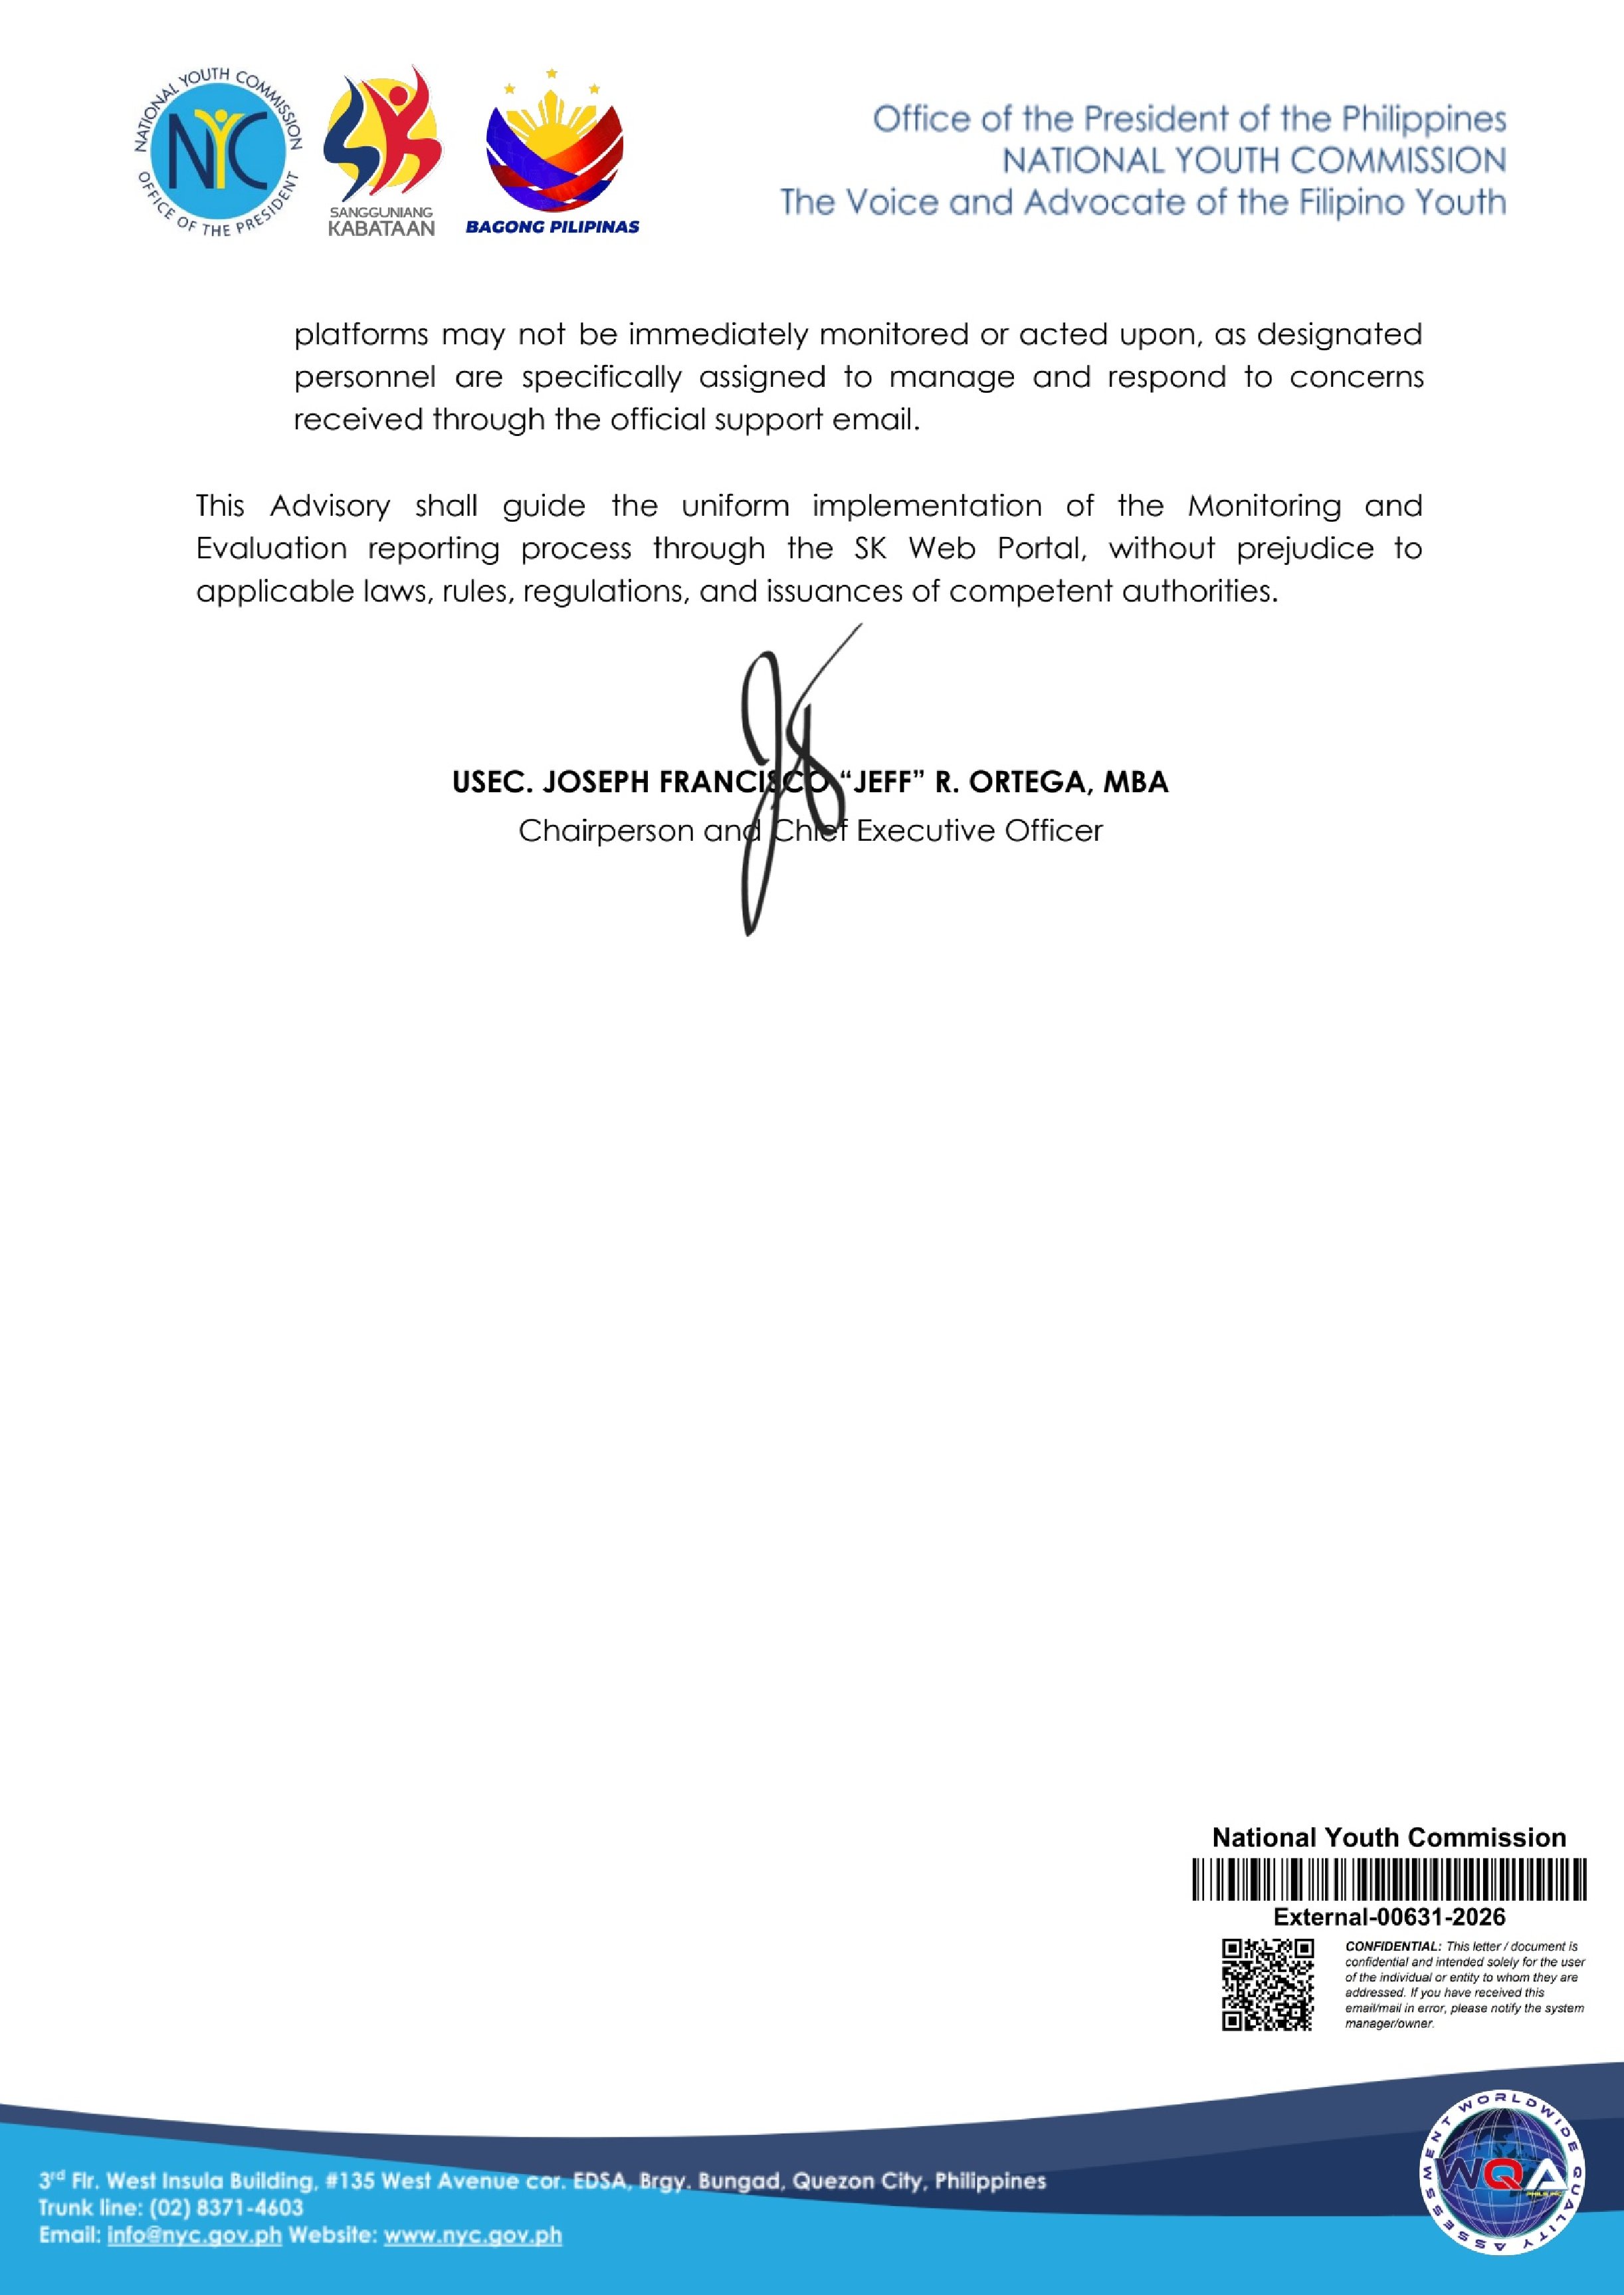 NATIONAL YOUTH COMMISSION
OFFICE OF THE PRESIDENT
NYC
SANGGUNIANG
KABATAAN
BAGONG PILIPINAS
Office of the President of the Philippines
NATIONAL YOUTH COMMISSION
The Voice and Advocate of the Filipino Youth
platforms may not be immediately monitored or acted upon, as designated
personnel are specifically assigned to manage and respond to concerns
received through the official support email.
This Advisory shall guide the uniform implementation of the Monitoring and
Evaluation reporting process through the SK Web Portal, without prejudice to
applicable laws, rules, regulations, and issuances of competent authorities.
USEC. JOSEPH FRANCISCO “JEFF” R. ORTEGA, MBA
Chairperson and Chief Executive Officer
National Youth Commission
External-00631-2026
CONFIDENTIAL: This letter / document is
confidential and intended solely for the user
of the individual or entity to whom they are
addressed. If you have received this
email/mail in error, please notify the system
manager/owner.
3rd Flr. West Insula Building, #135 West Avenue cor. EDSA, Brgy. Bungad, Quezon City, Philippines
Trunk line: (02) 8371-4603
Email: info@nyc.gov.ph Website: www.nyc.gov.ph
WORLDWIDE QUALITY ASSESSMENT
WQA